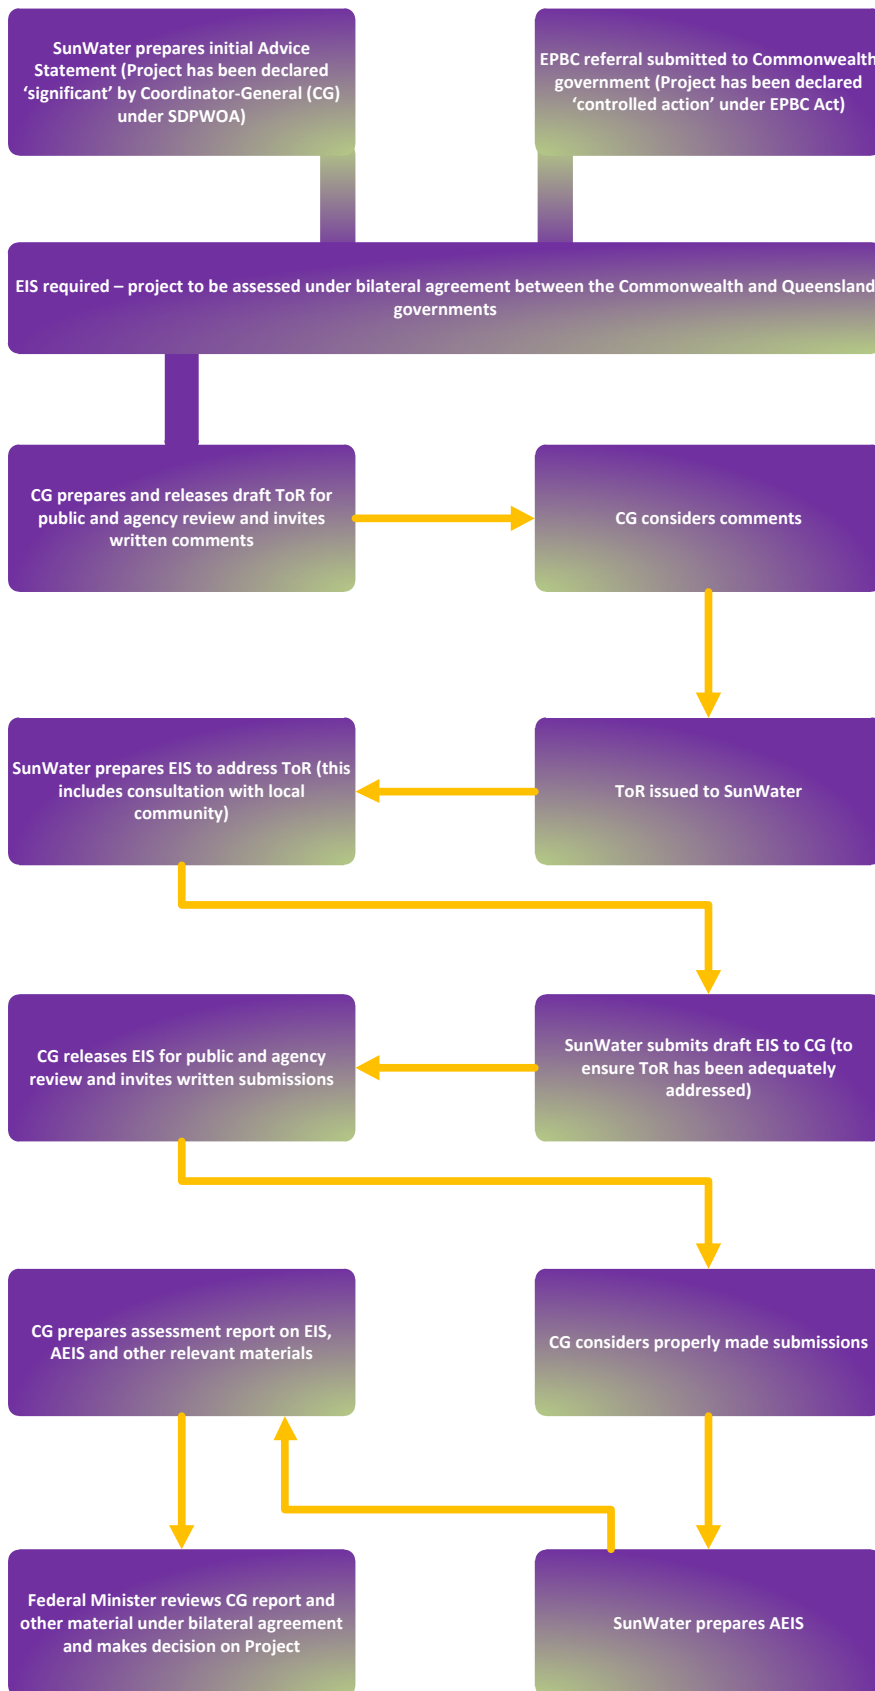 SunWater prepares initial Advice
Statement (Project has been declared
‘significant’ by Coordinator-General (CG)
under SDPWOA)
EPBC referral submitted to Commonwealth
government (Project has been declared
‘controlled action’ under EPBC Act)
EIS required – project to be assessed under bilateral agreement between the Commonwealth and Queensland
governments
CG prepares and releases draft ToR for
public and agency review and invites
written comments
CG considers comments
SunWater prepares EIS to address ToR (this
includes consultation with local
community)
ToR issued to SunWater
CG releases EIS for public and agency
review and invites written submissions
SunWater submits draft EIS to CG (to
ensure ToR has been adequately
addressed)
CG prepares assessment report on EIS,
AEIS and other relevant materials
CG considers properly made submissions
Federal Minister reviews CG report and
other material under bilateral agreement
and makes decision on Project
SunWater prepares AEIS